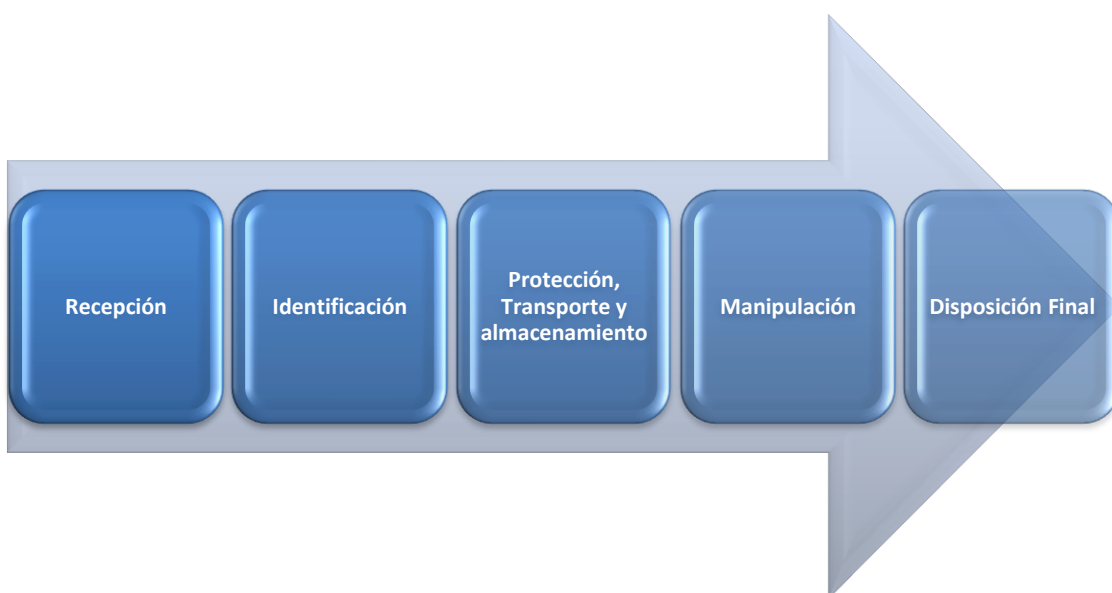 Recepción
Identificación
Protección,
Transporte y
almacenamiento
Manipulación
Disposición Final